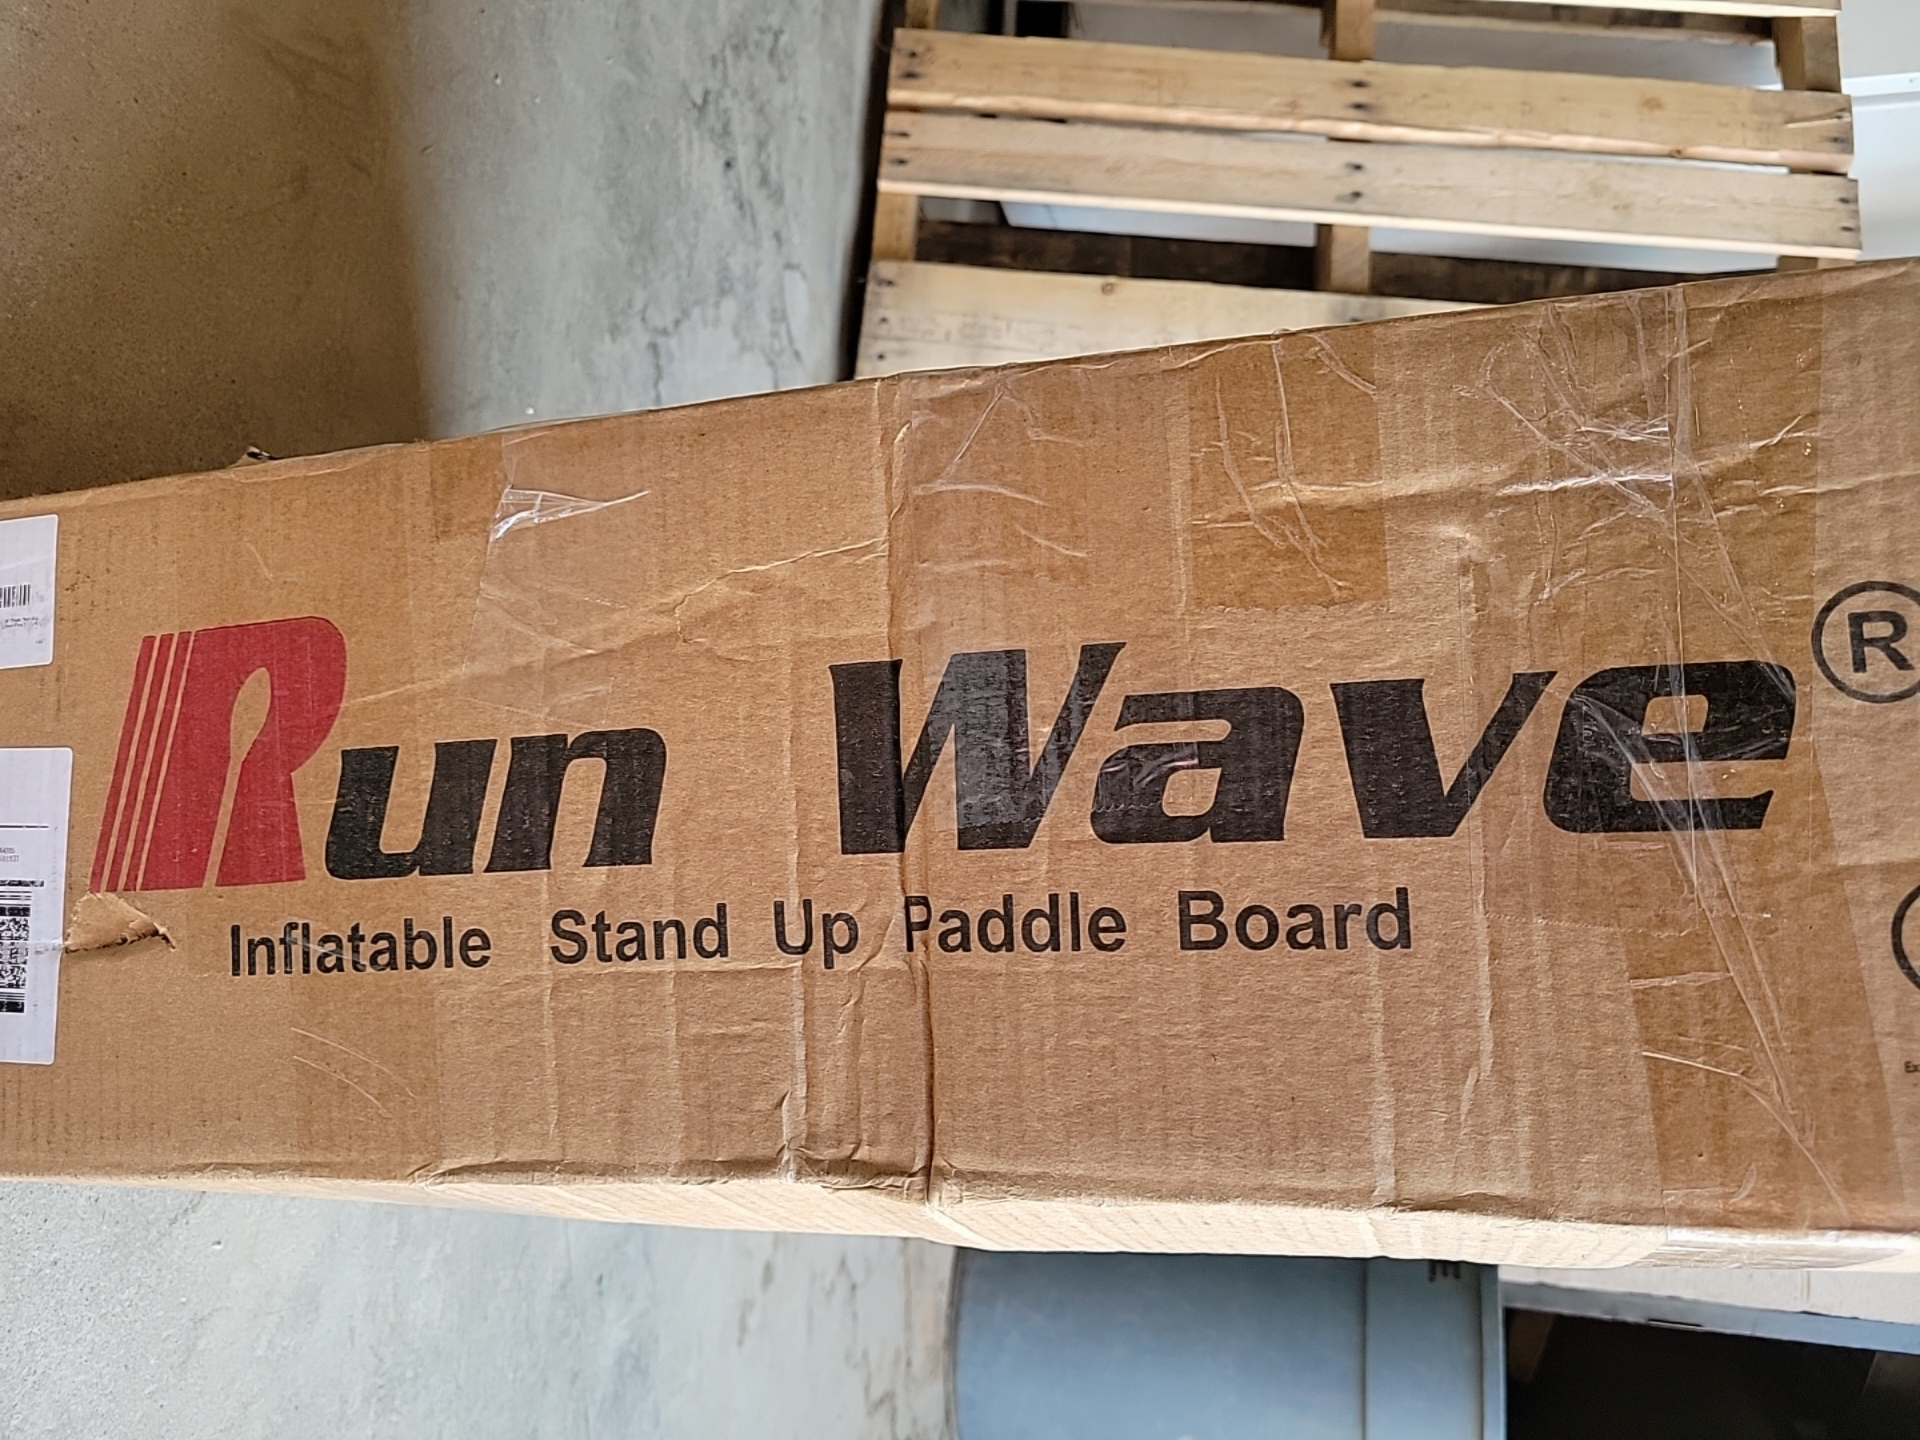 Run Wave®
Inflatable Stand Up Paddle Board